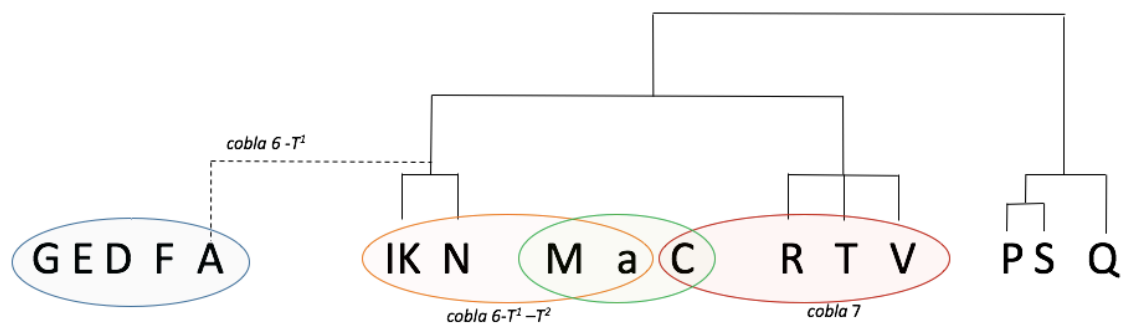 cobla 6 -T¹
G E D F A IK N M a C R T V P S Q
cobla 6-T¹ –T²
cobla 7